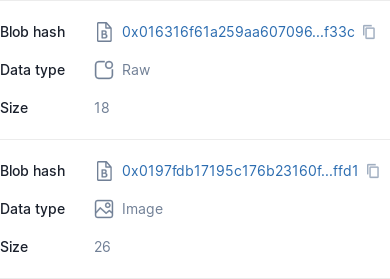 Blob hash 0x016316f61a259aa607096...f33c
Data type Raw
Size 18
Blob hash 0x0197fdb17195c176b23160f...ffd1
Data type Image
Size 26